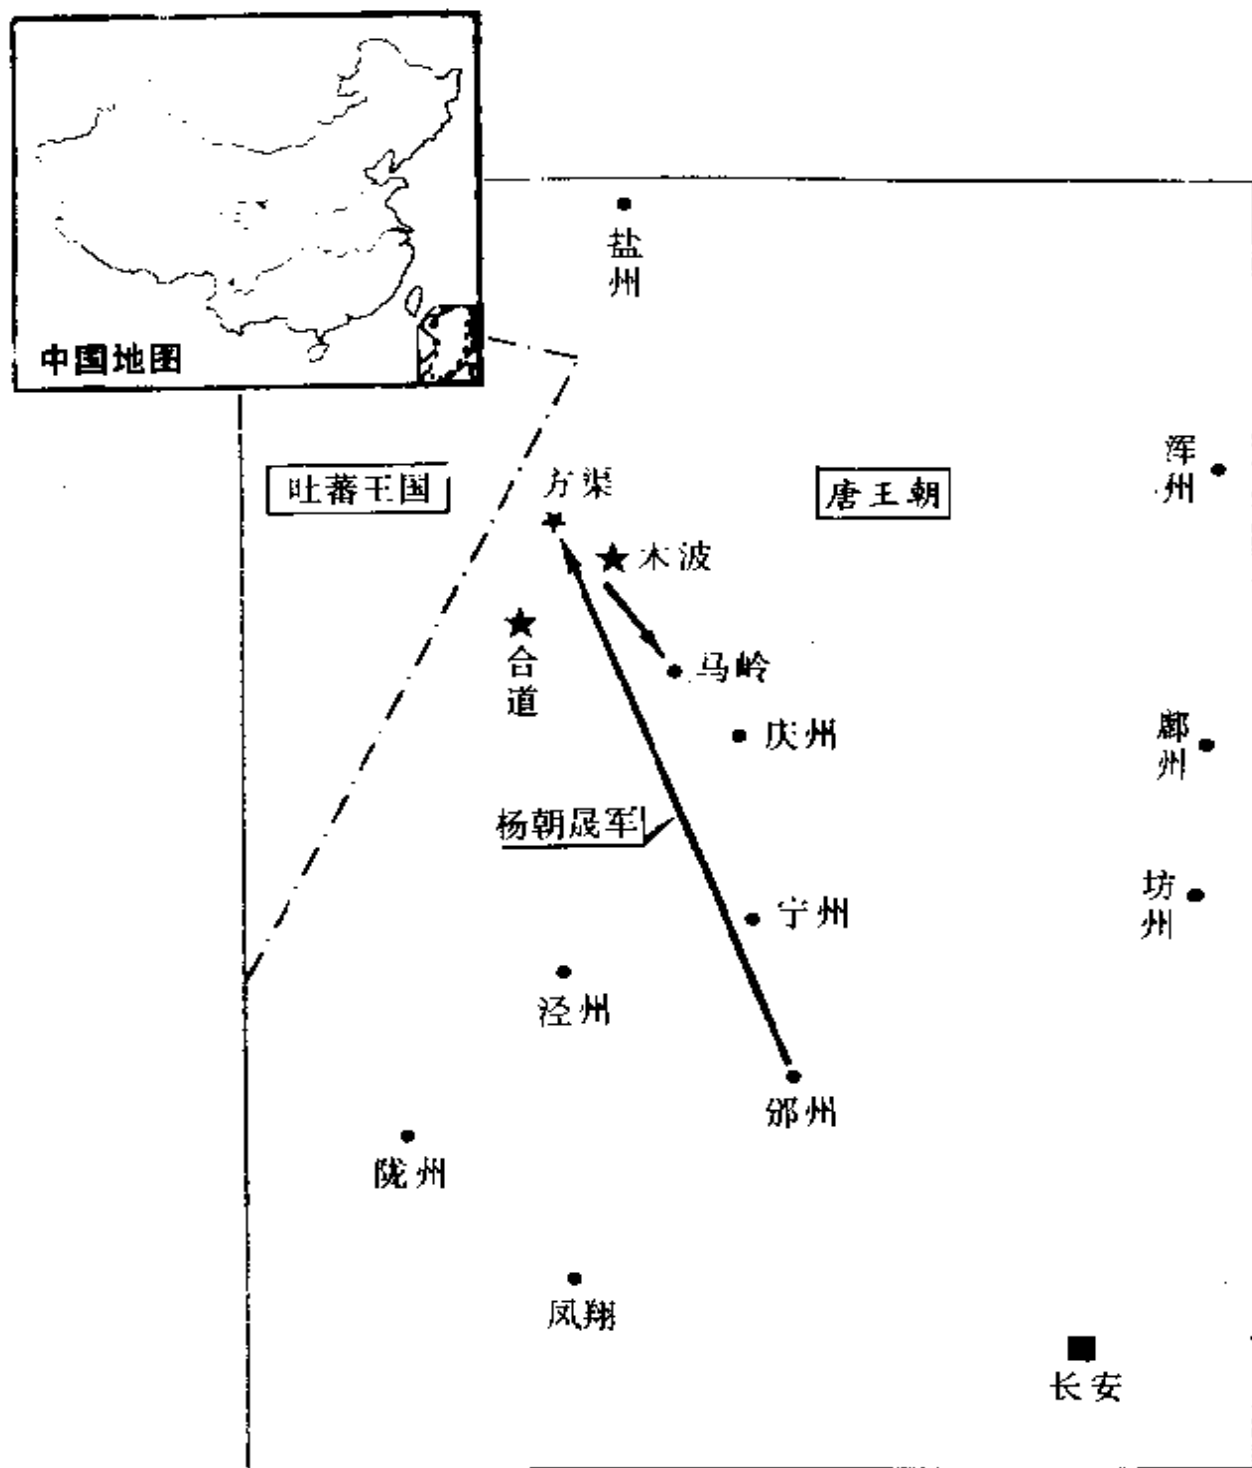 中国地图
盐州
吐蕃王国
方渠
唐王朝
浑州
木波
合道
马岭
庆州
鄜州
杨朝晟军
坊州
宁州
泾州
邠州
陇州
凤翔
长安